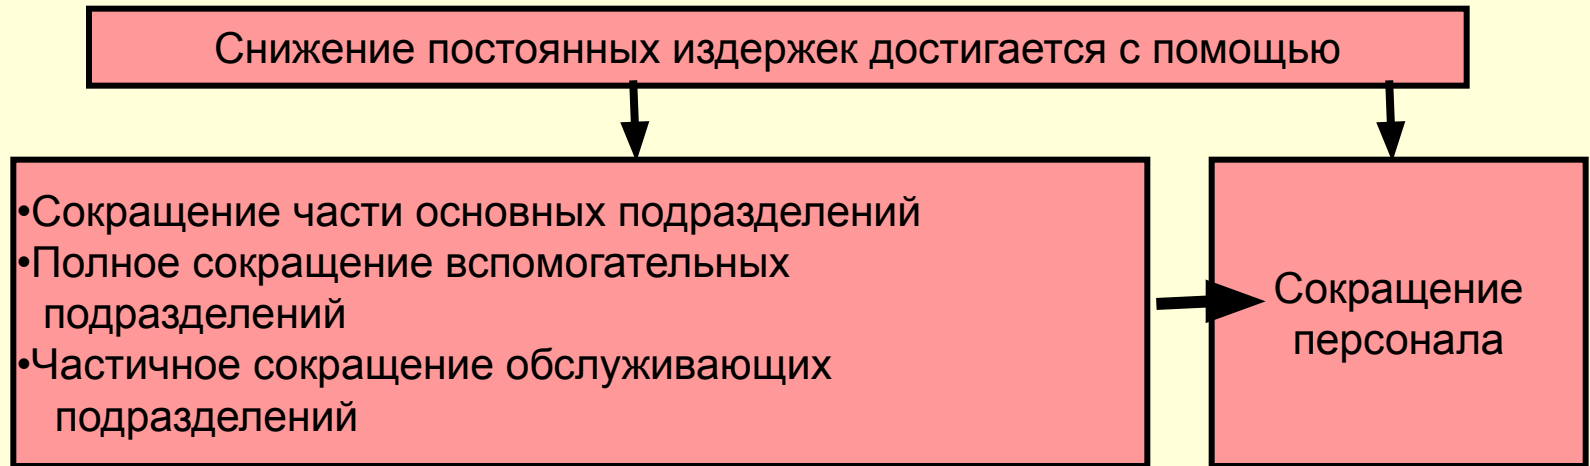 Снижение постоянных издержек достигается с помощью
•Сокращение части основных подразделений
•Полное сокращение вспомогательных
подразделений
•Частичное сокращение обслуживающих
подразделений
Сокращение
персонала